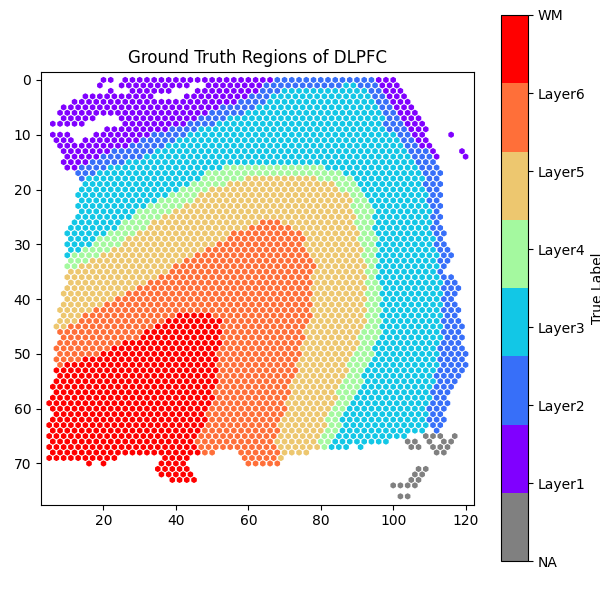 Ground Truth Regions of DLPFC
0
10
20
30
40
50
60
70
20
40
60
80
100
120
WM
Layer6
Layer5
Layer4
Layer3
Layer2
Layer1
NA
True Label